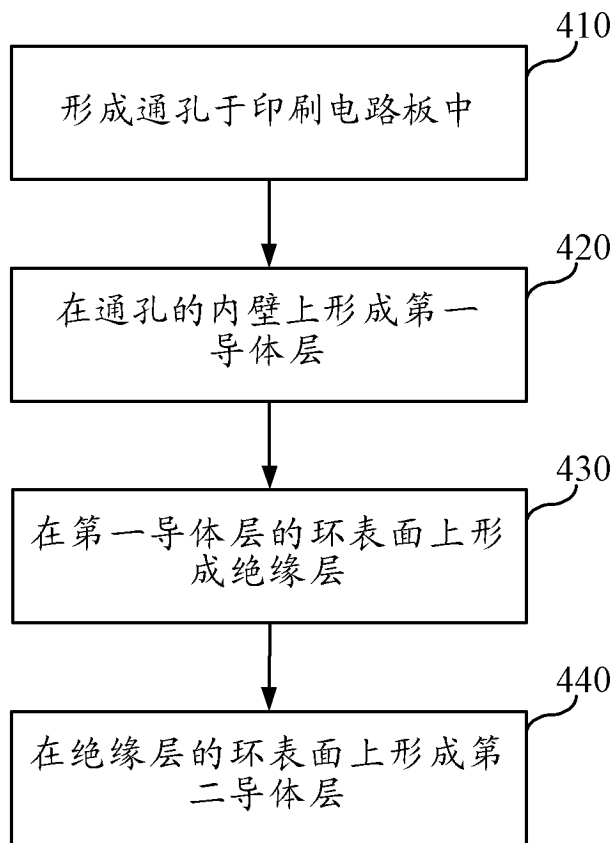 410
形成通孔于印刷电路板中
420
在通孔的内壁上形成第一
导体层
430
在第一导体层的环表面上形
成绝缘层
440
在绝缘层的环表面上形成第
二导体层